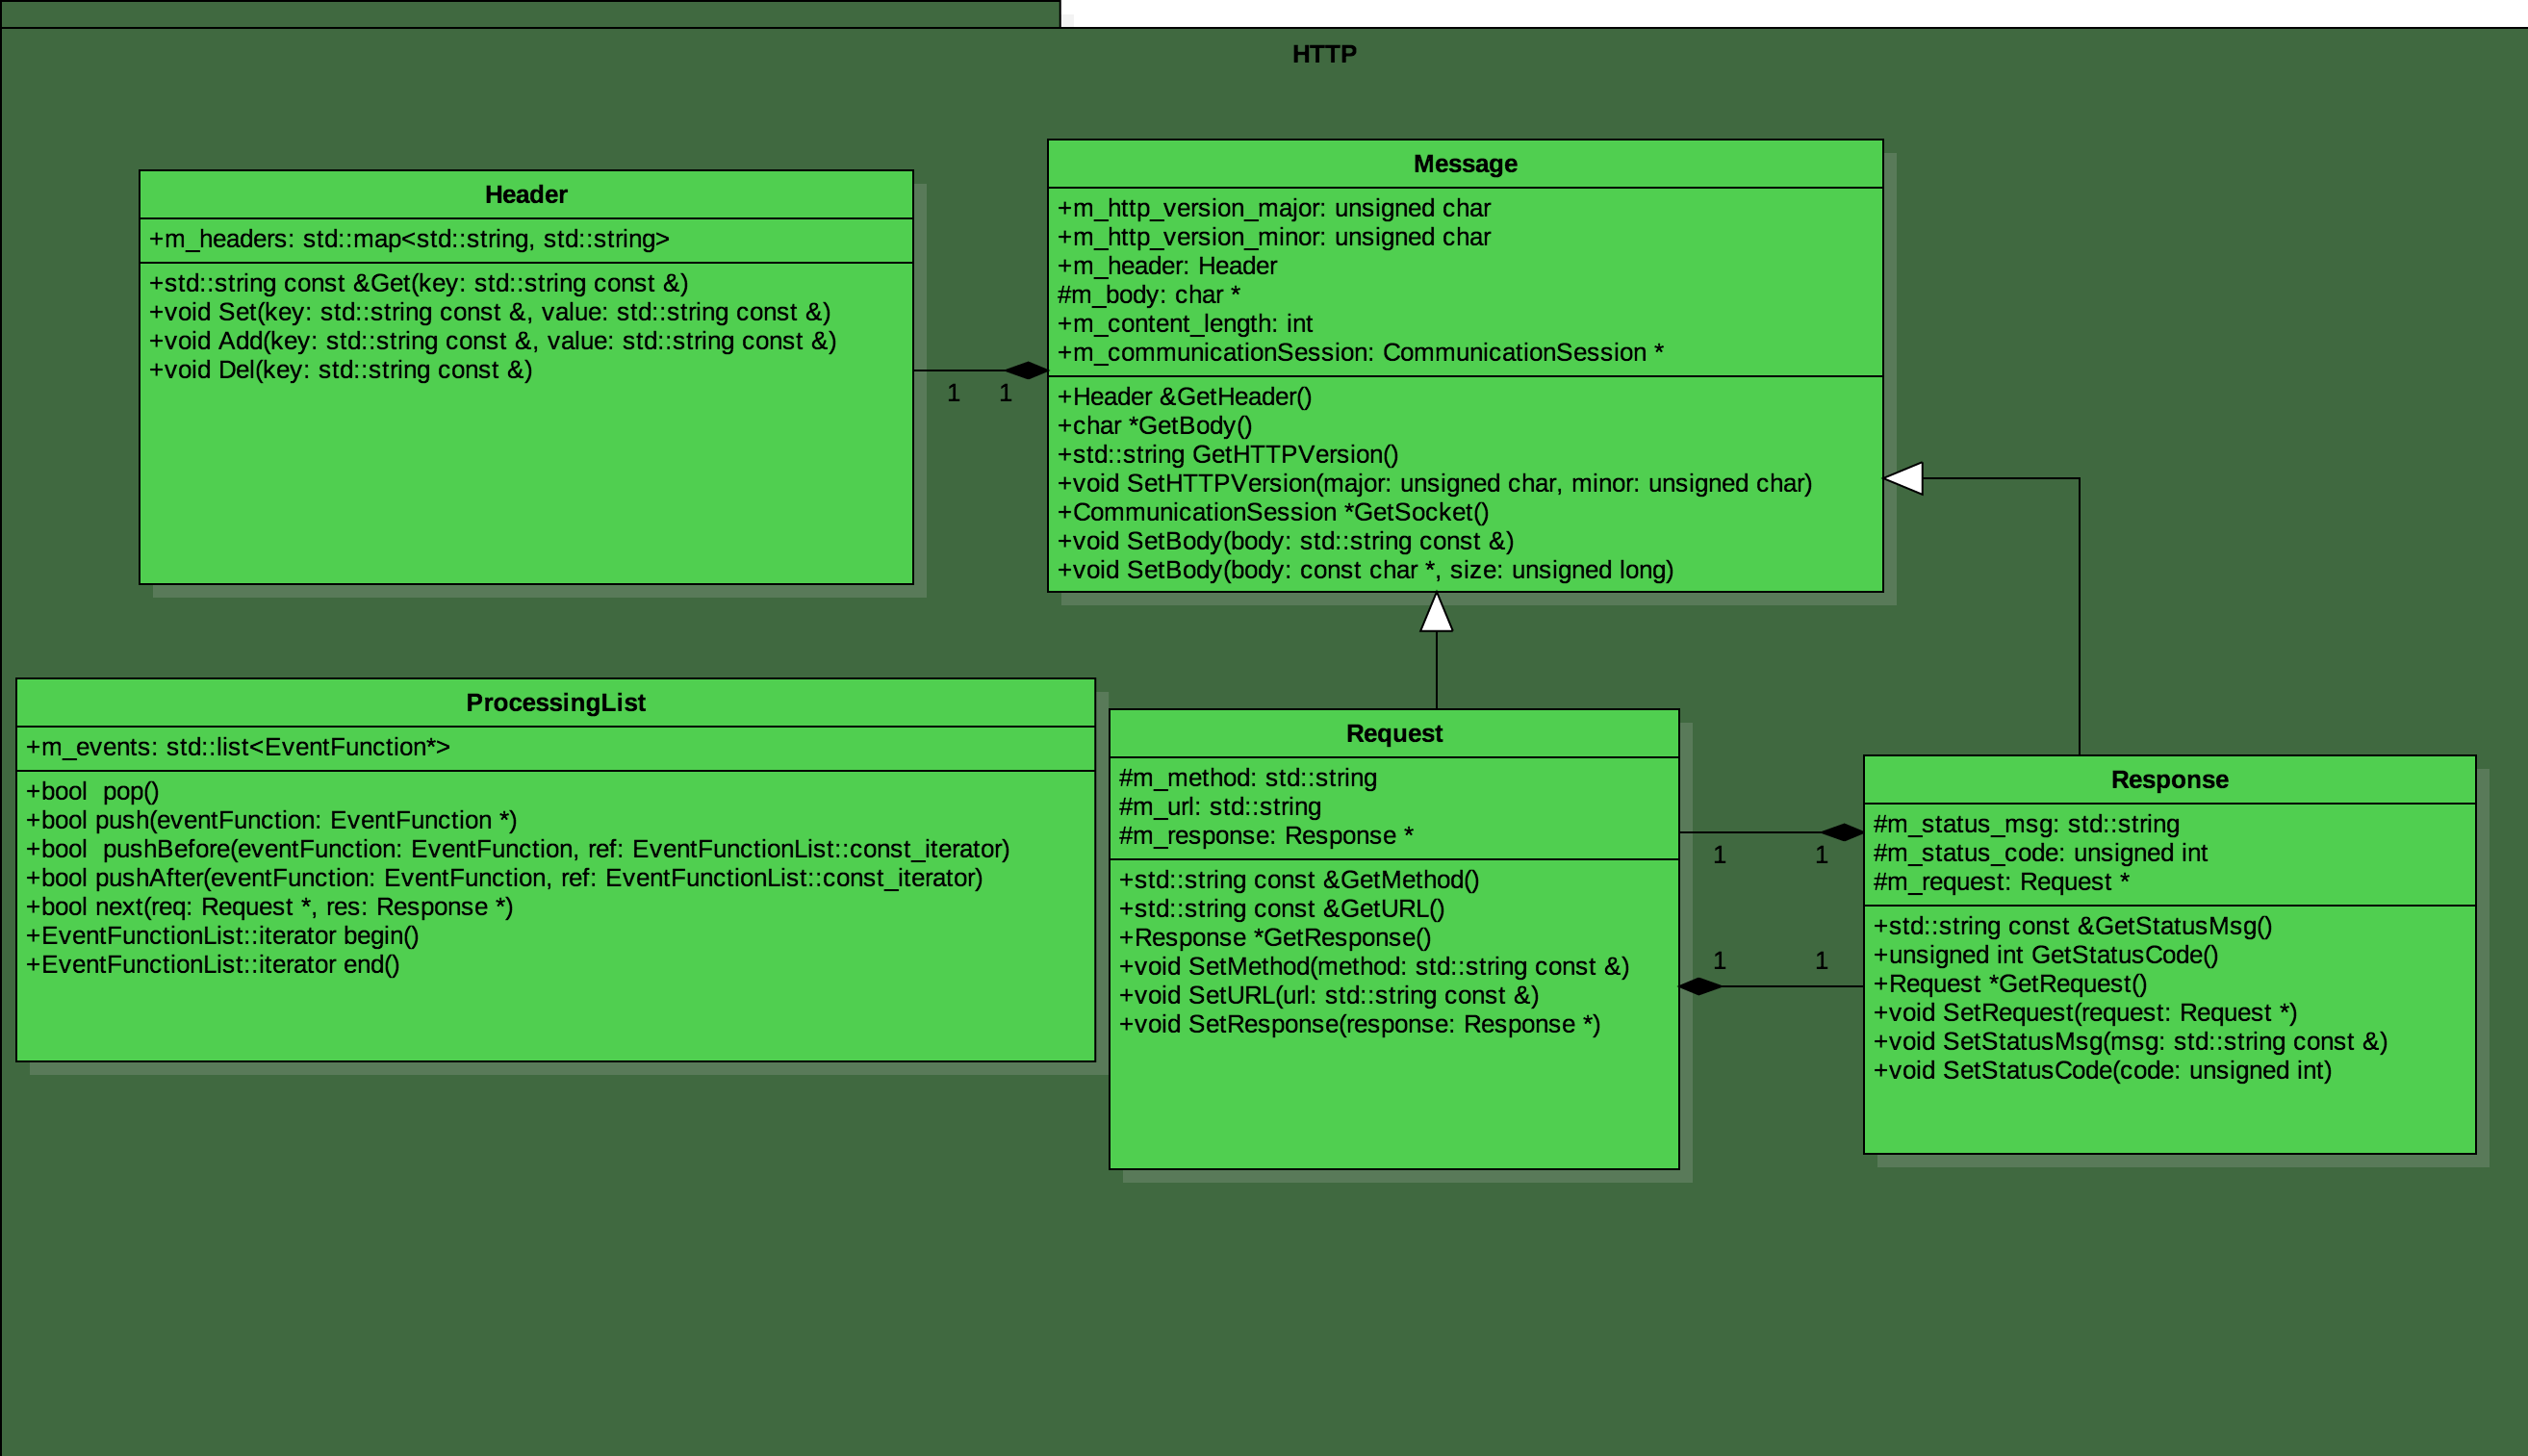 HTTP
Header
+m_headers: std::map<std::string, std::string>
+std::string const &Get(key: std::string const &)
+void Set(key: std::string const &, value: std::string const &)
+void Add(key: std::string const &, value: std::string const &)
+void Del(key: std::string const &)
1 1
Message
+m_http_version_major: unsigned char
+m_http_version_minor: unsigned char
+m_header: Header
#m_body: char *
+m_content_length: int
+m_communicationSession: CommunicationSession *
+Header &GetHeader()
+char *GetBody()
+std::string GetHTTPVersion()
+void SetHTTPVersion(major: unsigned char, minor: unsigned char)
+CommunicationSession *GetSocket()
+void SetBody(body: std::string const &)
+void SetBody(body: const char *, size: unsigned long)
ProcessingList
+m_events: std::list<EventFunction*>
+bool  pop()
+bool push(eventFunction: EventFunction *)
+bool  pushBefore(eventFunction: EventFunction, ref: EventFunctionList::const_iterator)
+bool pushAfter(eventFunction: EventFunction, ref: EventFunctionList::const_iterator)
+bool next(req: Request *, res: Response *)
+EventFunctionList::iterator begin()
+EventFunctionList::iterator end()
Request
#m_method: std::string
#m_url: std::string
#m_response: Response *
+std::string const &GetMethod()
+std::string const &GetURL()
+Response *GetResponse()
+void SetMethod(method: std::string const &)
+void SetURL(url: std::string const &)
+void SetResponse(response: Response *)
1 1
1 1
Response
#m_status_msg: std::string
#m_status_code: unsigned int
#m_request: Request *
+std::string const &GetStatusMsg()
+unsigned int GetStatusCode()
+Request *GetRequest()
+void SetRequest(request: Request *)
+void SetStatusMsg(msg: std::string const &)
+void SetStatusCode(code: unsigned int)